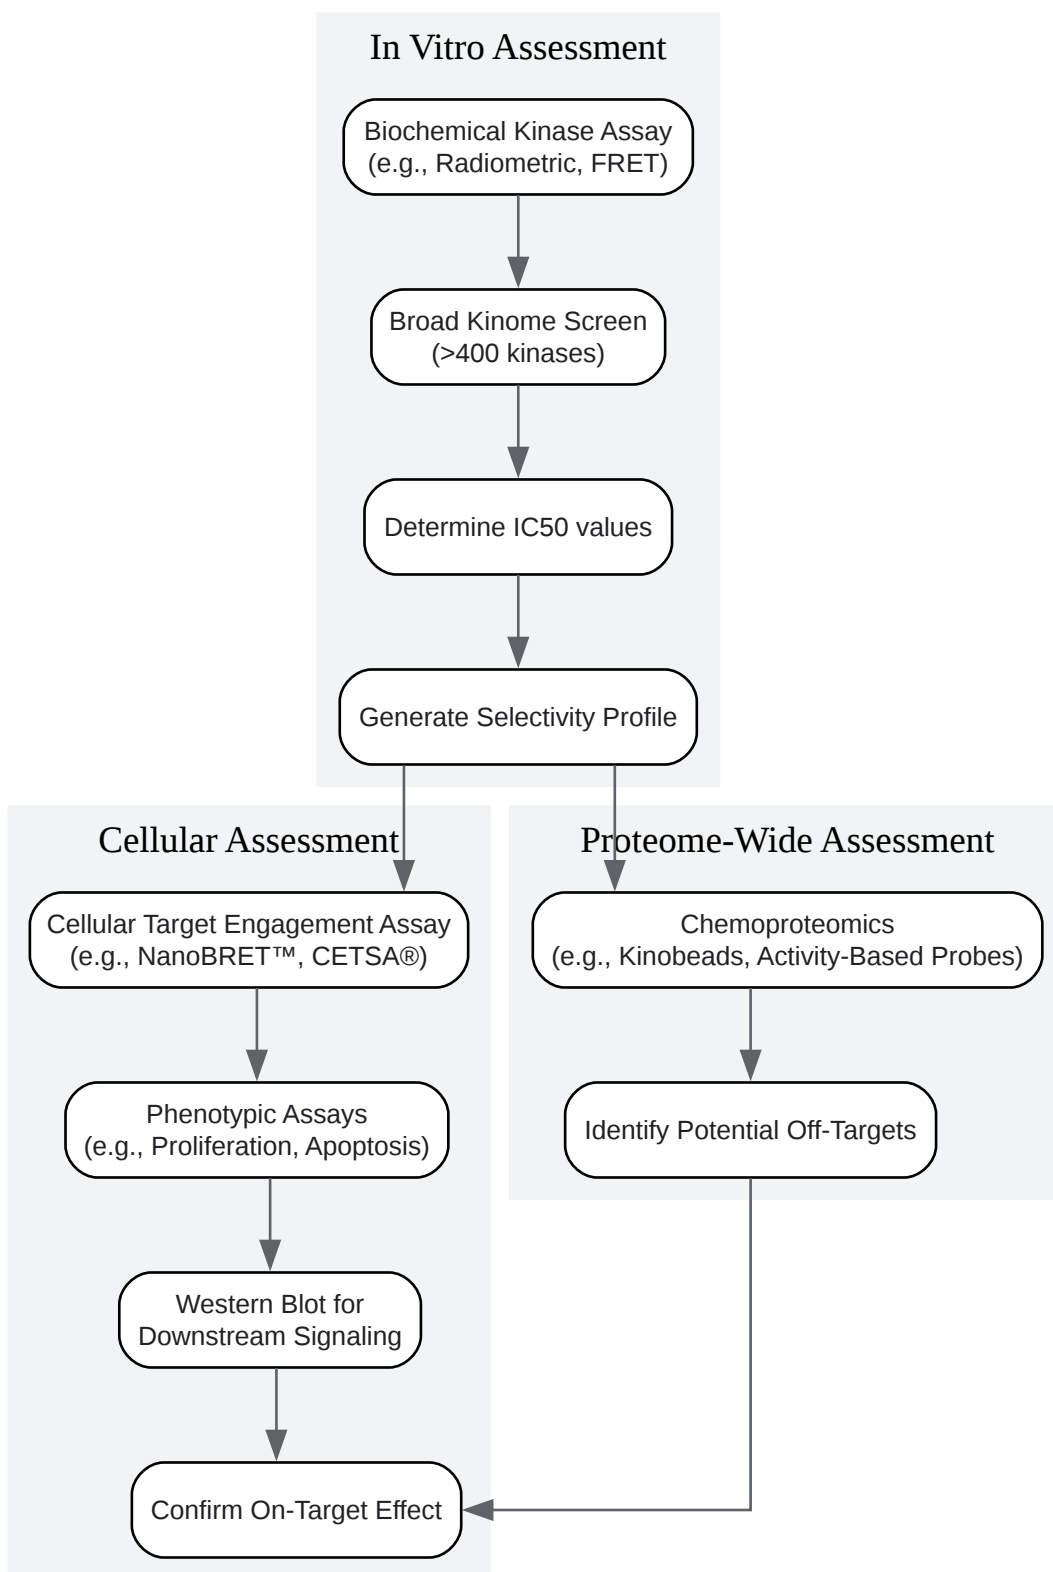 In Vitro Assessment
Biochemical Kinase Assay
(e.g., Radiometric, FRET)
Broad Kinome Screen
(>400 kinases)
Determine IC50 values
Generate Selectivity Profile
Cellular Assessment
Cellular Target Engagement Assay
(e.g., NanoBRET™, CETSA®)
Phenotypic Assays
(e.g., Proliferation, Apoptosis)
Western Blot for
Downstream Signaling
Confirm On-Target Effect
Proteome-Wide Assessment
Chemoproteomics
(e.g., Kinobeads, Activity-Based Probes)
Identify Potential Off-Targets